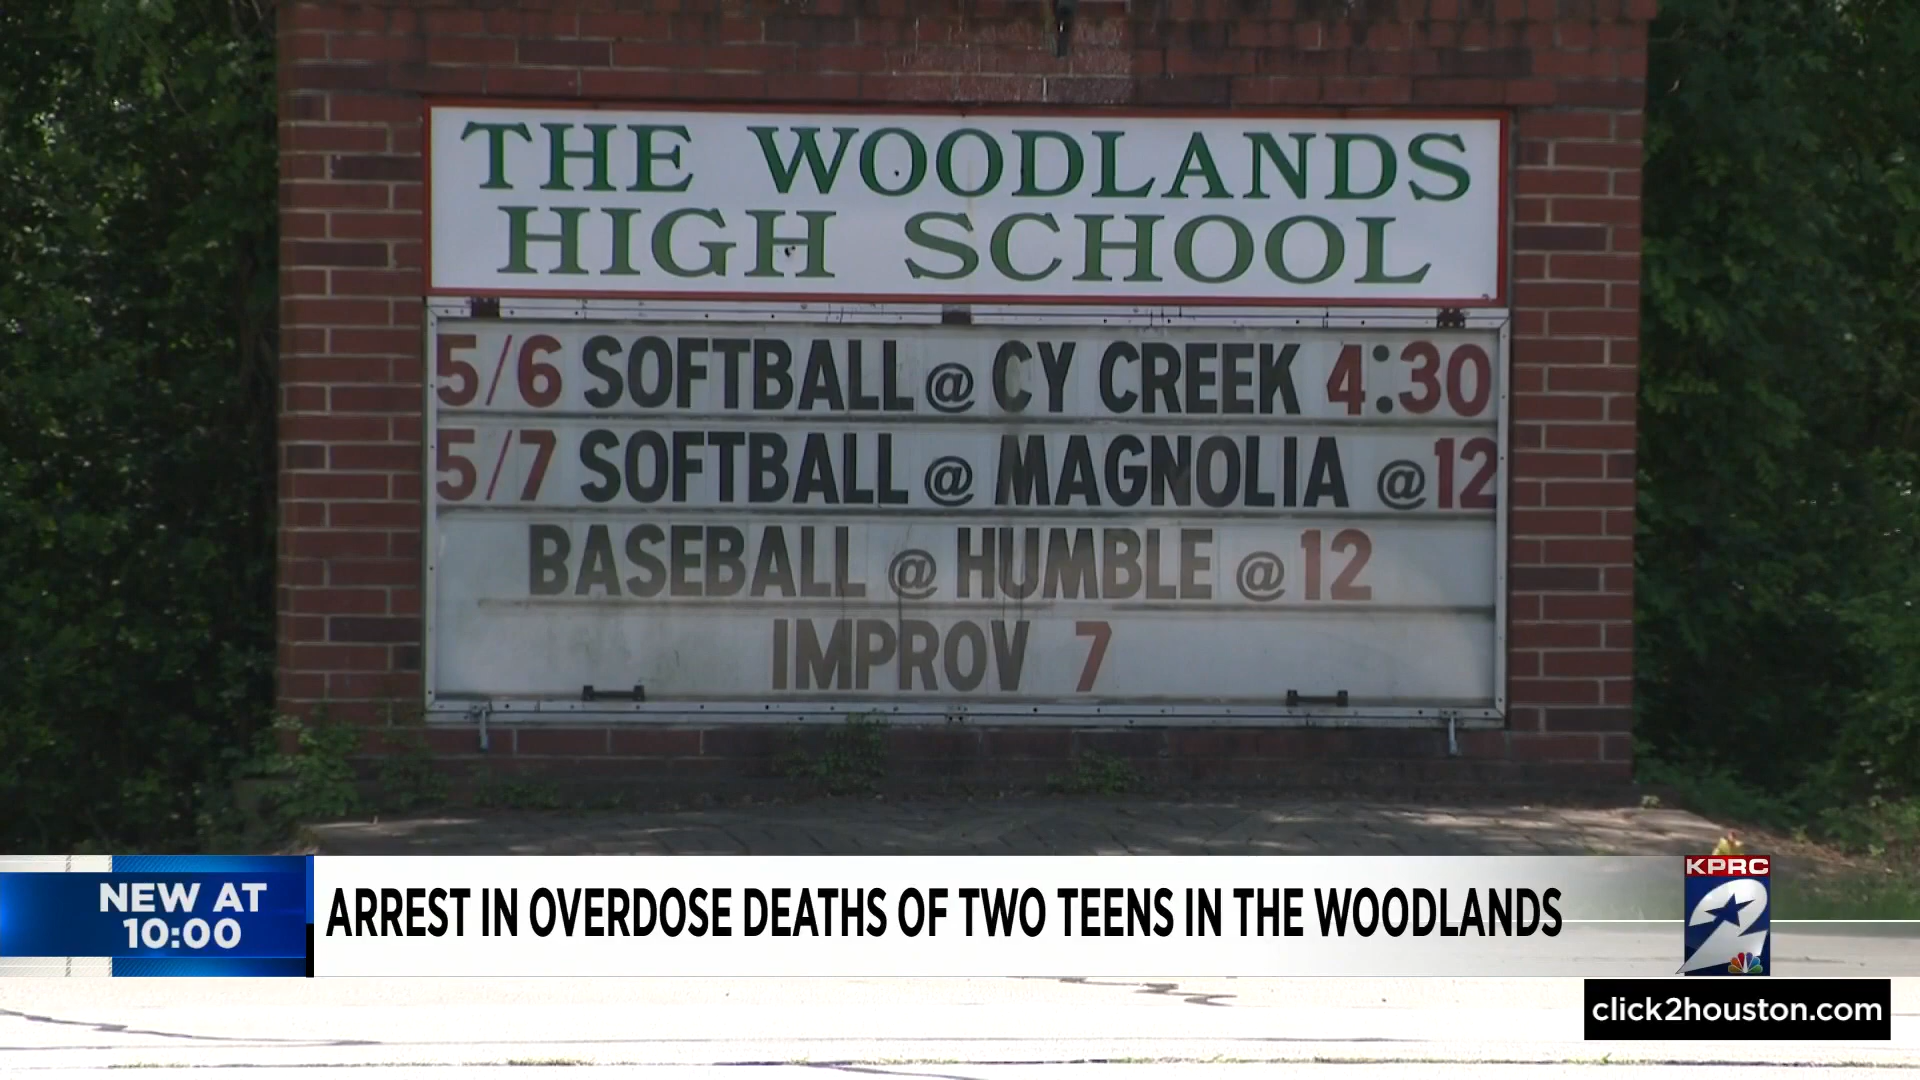 THE WOODLANDS
HIGH SCHOOL
5/6 SOFTBALL @ CY CREEK 4:30
5/7 SOFTBALL @ MAGNOLIA @ 12
BASEBALL @ HUMBLE @ 12
IMPROV 7
NEW AT
10:00
ARREST IN OVERDOSE DEATHS OF TWO TEENS IN THE WOODLANDS
KPRC
2
click2houston.com